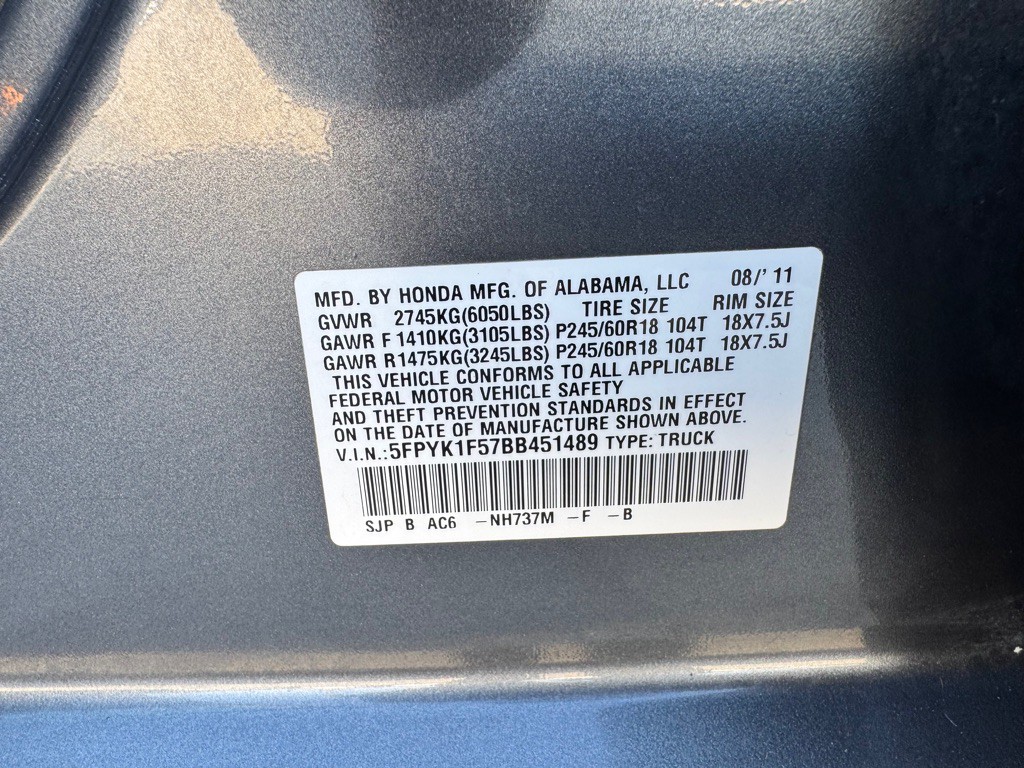 MFD. BY HONDA MFG. OF ALABAMA, LLC 08/'11
GVWR 2745KG(6050LBS) TIRE SIZE RIM SIZE
GAWR F1410KG(3105LBS) P245/60R18 104T 18X7.5J
GAWR R1475KG(3245LBS) P245/60R18 104T 18X7.5J
THIS VEHICLE CONFORMS TO ALL APPLICABLE
FEDERAL MOTOR VEHICLE SAFETY
AND THEFT PREVENTION STANDARDS IN EFFECT
ON THE DATE OF MANUFACTURE SHOWN ABOVE.
V.I.N.:5FPYK1F57BB451489 TYPE: TRUCK
SJP B AC6 -NH737M -F -B